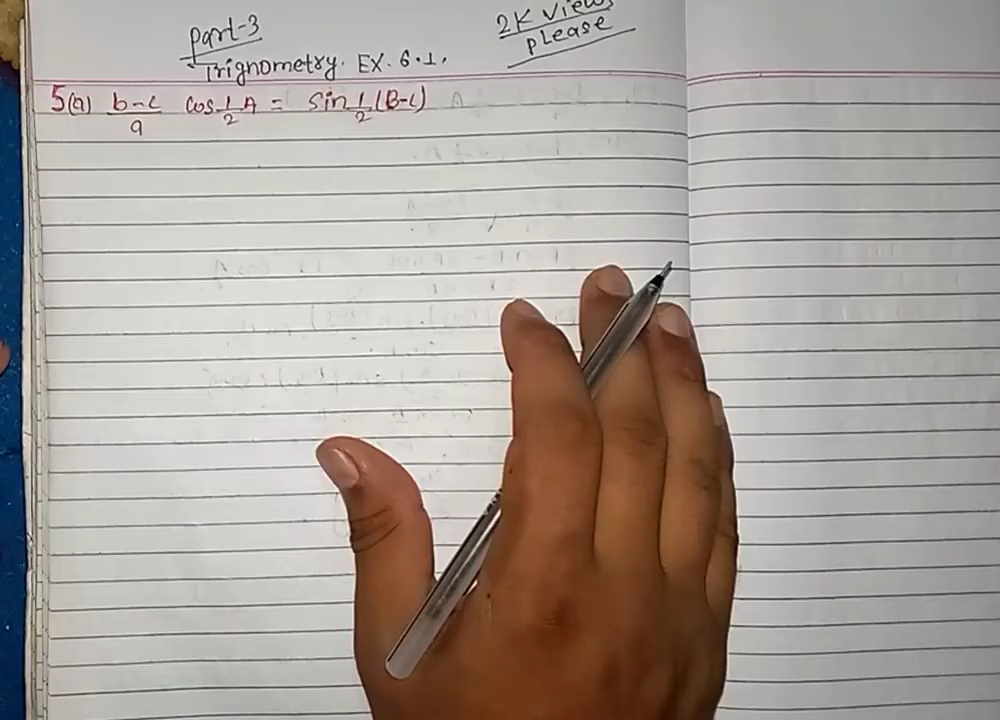 Part-3
2K views
please
Trignometry. EX. 6.1.
5(a) b-c/a cos 1/2 A = sin 1/2 (B-C)